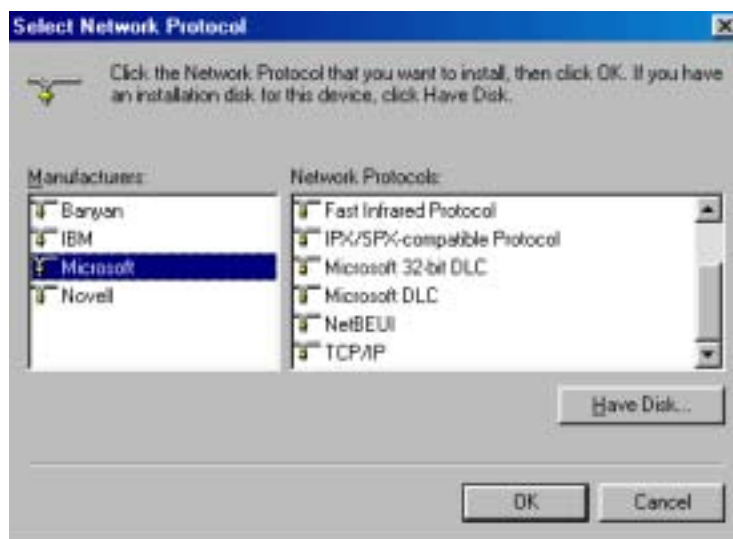 Select Network Protocol
Click the Network Protocol that you want to install, then click OK. If you have
an installation disk for this device, click Have Disk.
Manufacturers:
Banyan
IBM
Microsoft
Novell
Network Protocols:
Fast Infrared Protocol
IPX/SPX-compatible Protocol
Microsoft 32-bit DLC
Microsoft DLC
NetBEUI
TCP/IP
Have Disk...
OK
Cancel